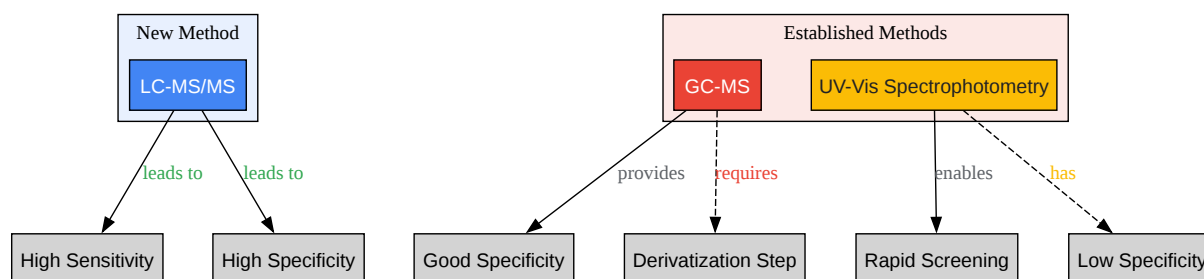 New Method
Established Methods
LC-MS/MS
GC-MS
UV-Vis Spectrophotometry
leads to
leads to
provides
requires
enables
has
High Sensitivity
High Specificity
Good Specificity
Derivatization Step
Rapid Screening
Low Specificity